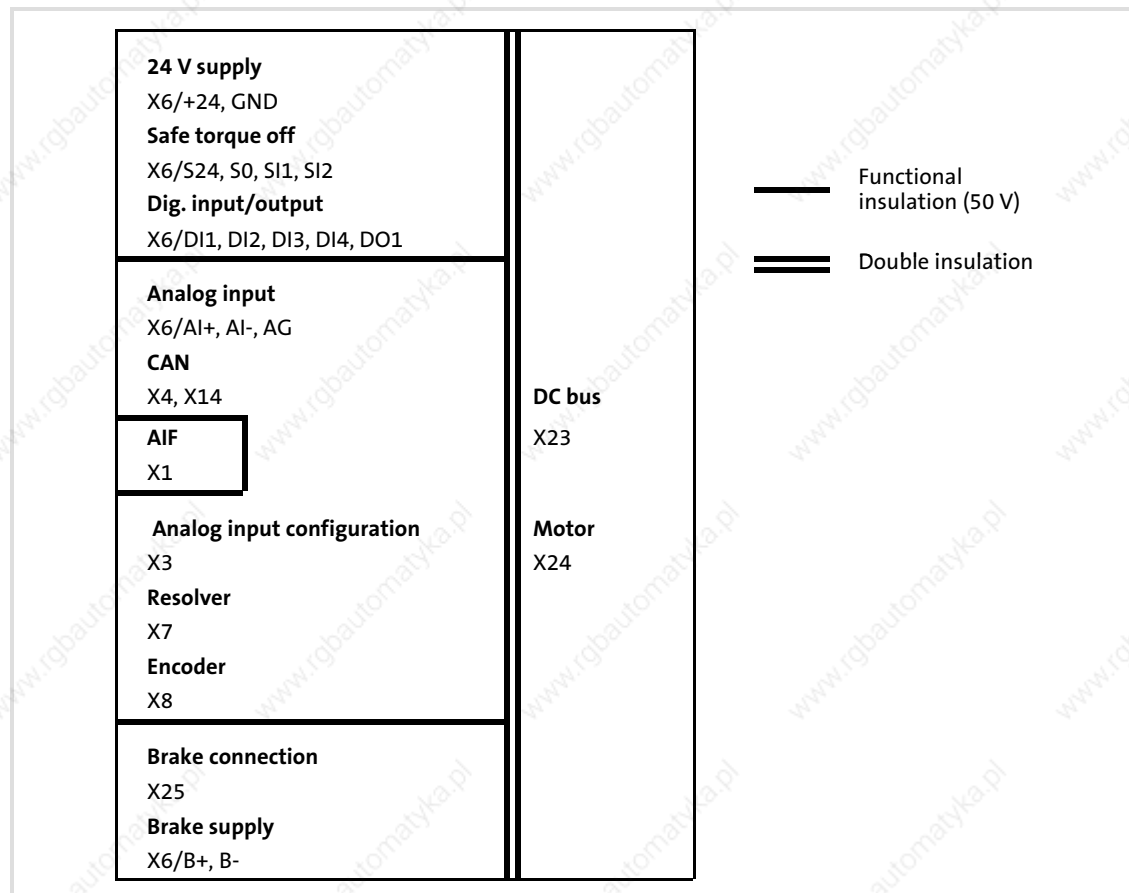 24 V supply
X6/+24, GND
Safe torque off
X6/S24, S0, SI1, SI2
Dig. input/output
X6/DI1, DI2, DI3, DI4, DO1
Analog input
X6/AI+, AI-, AG
CAN
X4, X14
AIF
X1
Analog input configuration
X3
Resolver
X7
Encoder
X8
Brake connection
X25
Brake supply
X6/B+, B-
DC bus
X23
Motor
X24
Functional
insulation (50 V)
Double insulation
www.rgbautomatyka.pl